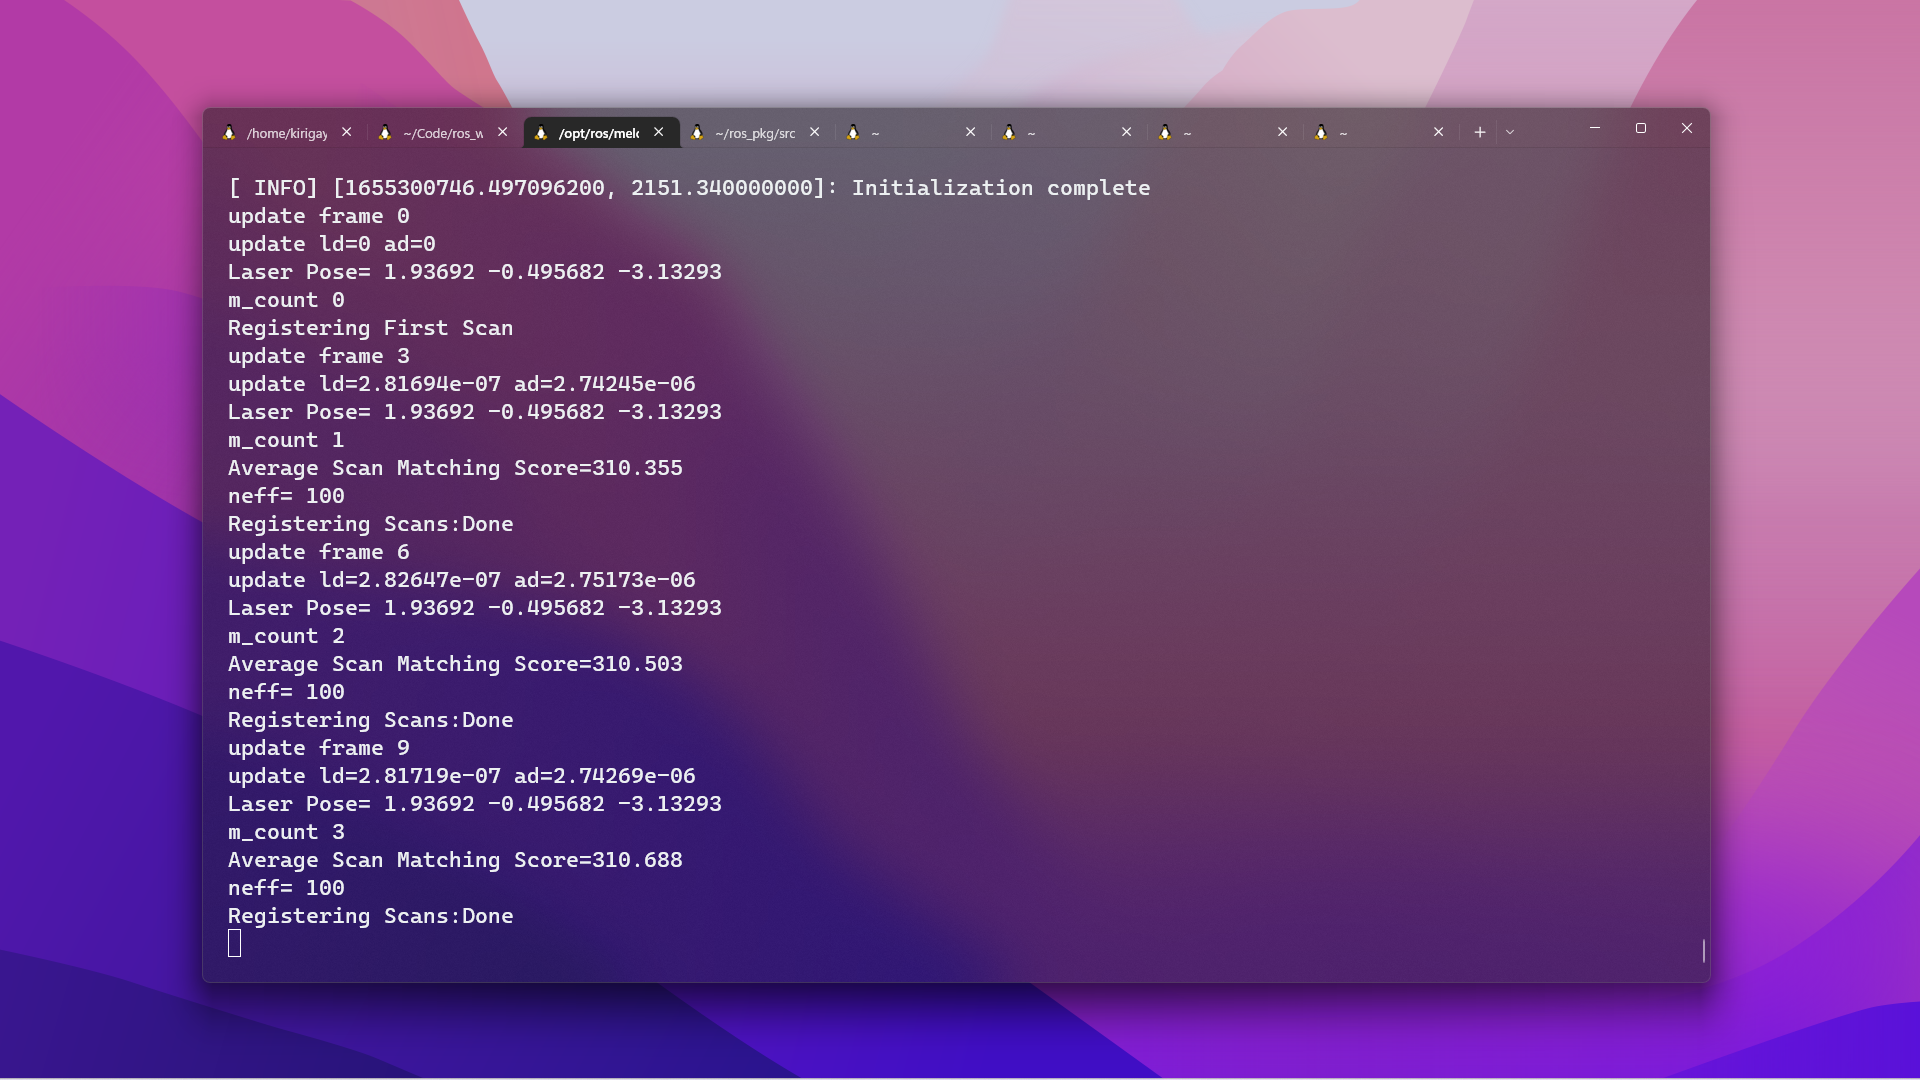 /home/kirigay ~/Code/ros_w /opt/ros/melo ~/ros_pkg/src ~ ~ ~ ~
[ INFO] [1655300746.497096200, 2151.340000000]: Initialization complete
update frame 0
update ld=0 ad=0
Laser Pose= 1.93692 -0.495682 -3.13293
m_count 0
Registering First Scan
update frame 3
update ld=2.81694e-07 ad=2.74245e-06
Laser Pose= 1.93692 -0.495682 -3.13293
m_count 1
Average Scan Matching Score=310.355
neff= 100
Registering Scans:Done
update frame 6
update ld=2.82647e-07 ad=2.75173e-06
Laser Pose= 1.93692 -0.495682 -3.13293
m_count 2
Average Scan Matching Score=310.503
neff= 100
Registering Scans:Done
update frame 9
update ld=2.81719e-07 ad=2.74269e-06
Laser Pose= 1.93692 -0.495682 -3.13293
m_count 3
Average Scan Matching Score=310.688
neff= 100
Registering Scans:Done